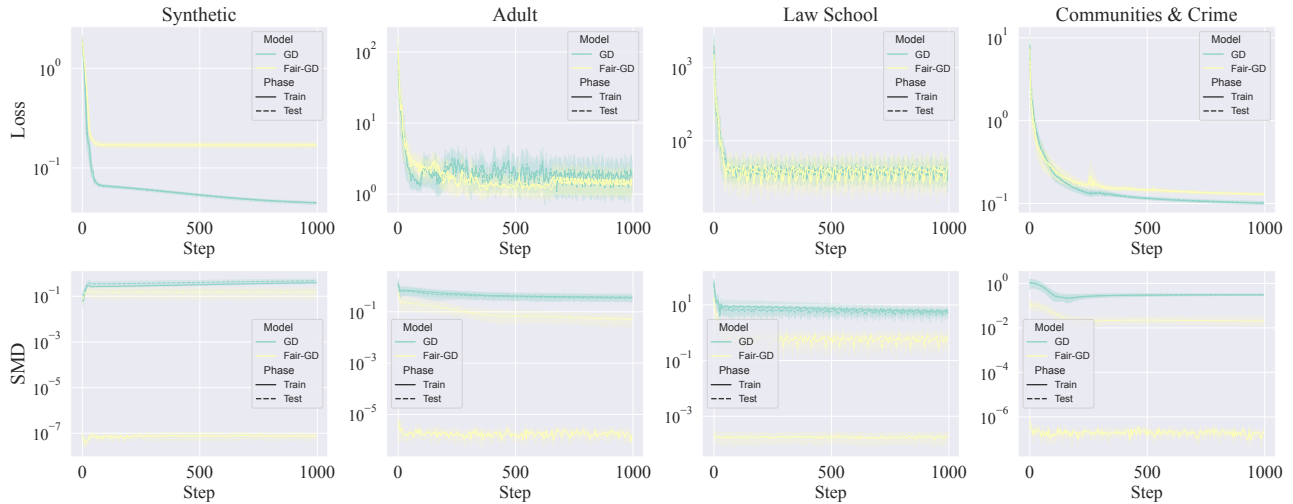 Synthetic
Adult
Law School
Communities & Crime
Loss
10^0
10^-1
0 500 1000
Step
Model
GD
Fair-GD
Phase
Train
Test
10^2
10^1
10^0
0 500 1000
Step
Model
GD
Fair-GD
Phase
Train
Test
10^3
10^2
0 500 1000
Step
Model
GD
Fair-GD
Phase
Train
Test
10^1
10^0
10^-1
0 500 1000
Step
Model
GD
Fair-GD
Phase
Train
Test
SMD
10^-1
10^-3
10^-5
10^-7
0 500 1000
Step
Model
GD
Fair-GD
Phase
Train
Test
10^-1
10^-3
10^-5
0 500 1000
Step
Model
GD
Fair-GD
Phase
Train
Test
10^1
10^-1
10^-3
0 500 1000
Step
Model
GD
Fair-GD
Phase
Train
Test
10^0
10^-2
10^-4
10^-6
0 500 1000
Step
Model
GD
Fair-GD
Phase
Train
Test